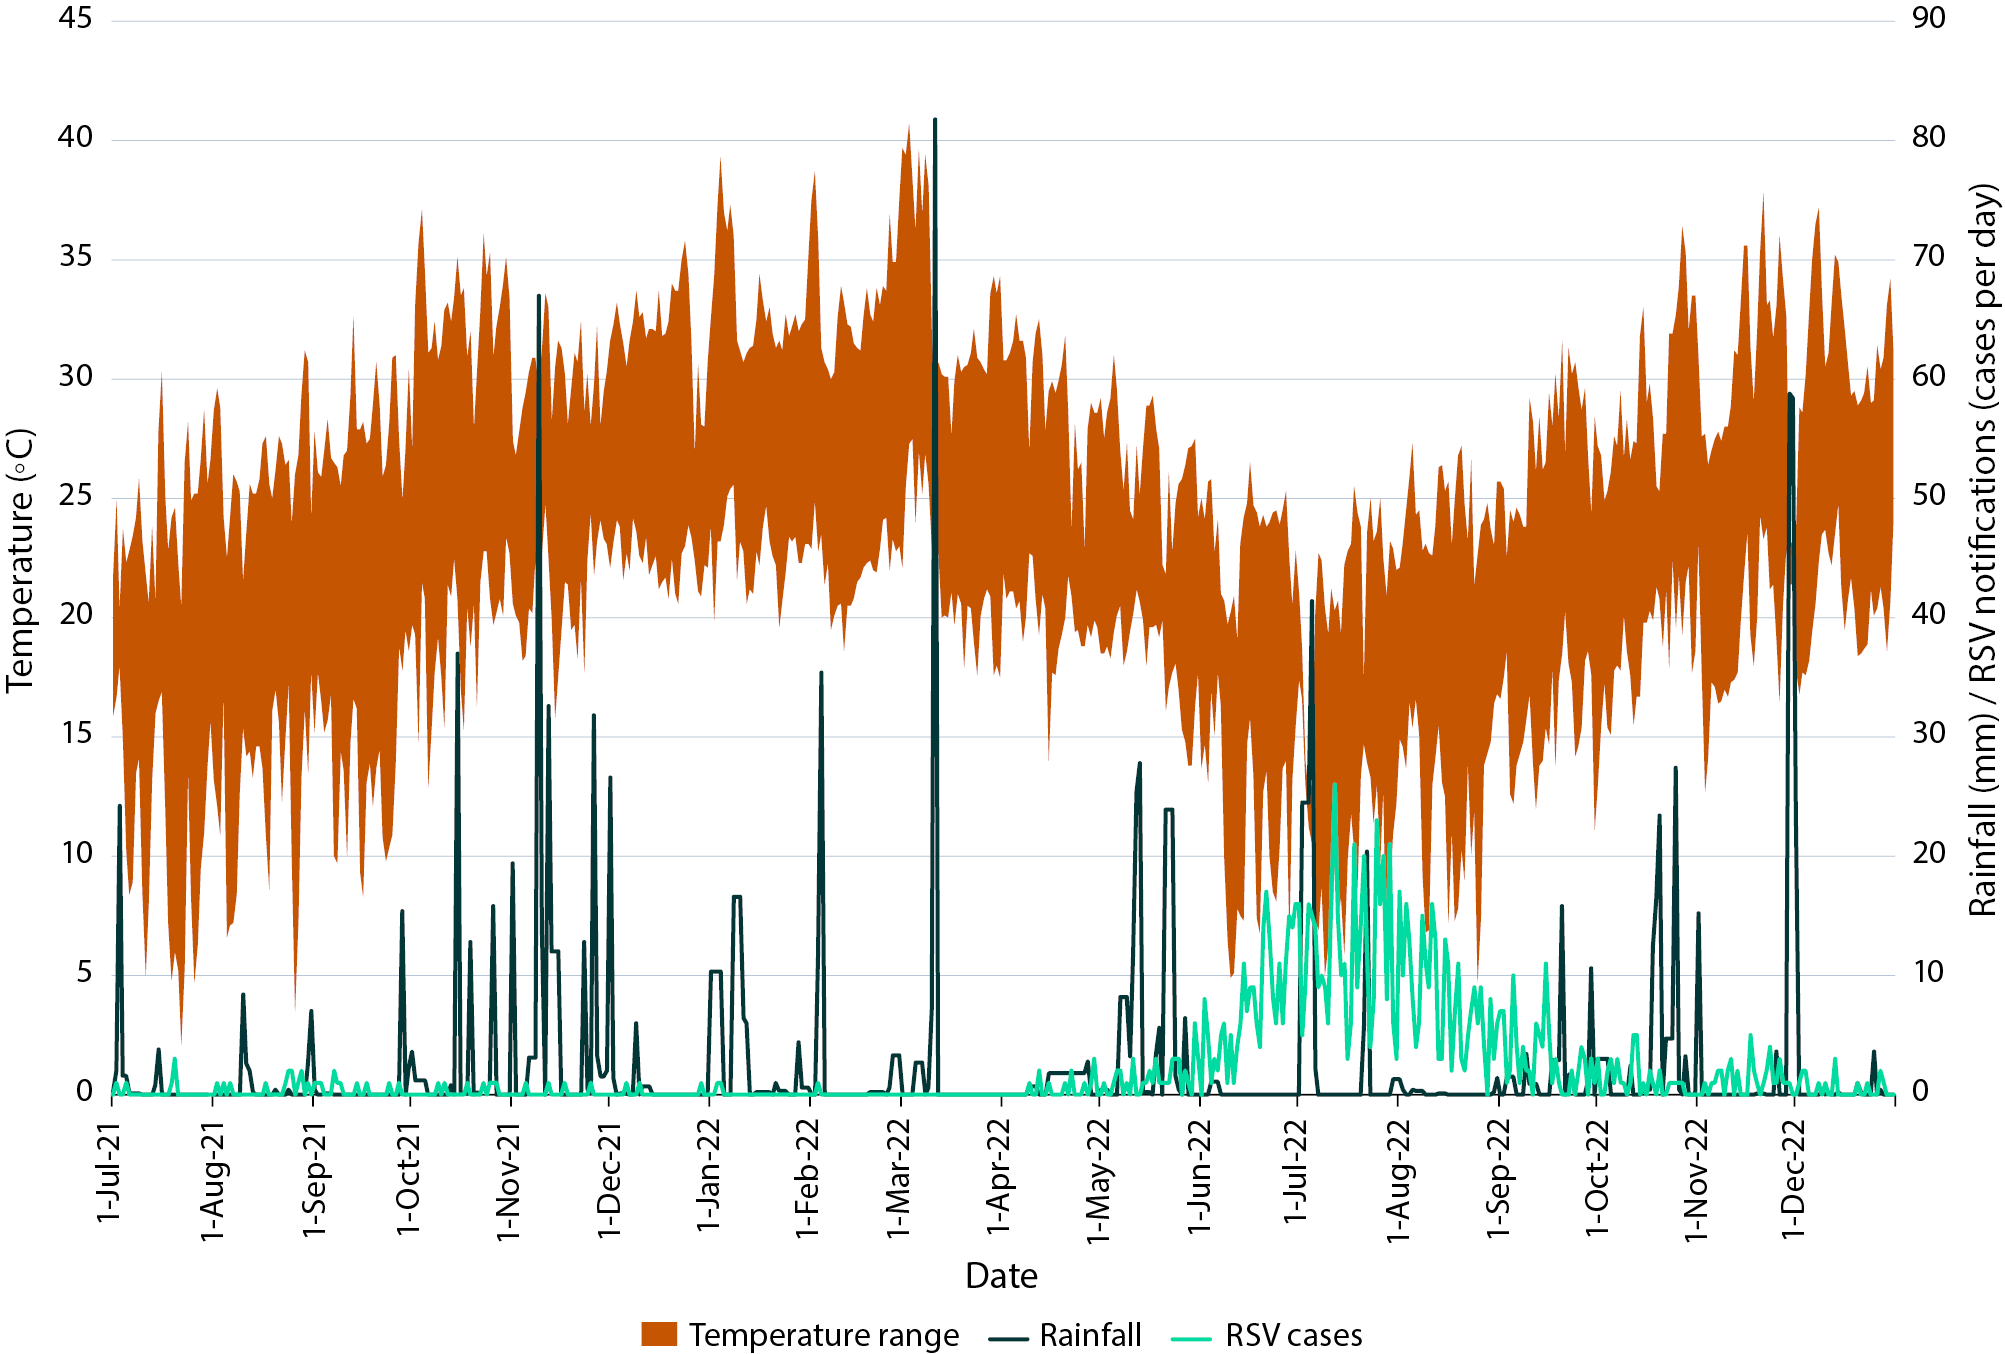 45
40
35
30
25
20
15
10
5
0
Temperature (◦C)
90
80
70
60
50
40
30
20
10
0
Rainfall (mm) / RSV notifications (cases per day)
1-Jul-21
1-Aug-21
1-Sep-21
1-Oct-21
1-Nov-21
1-Dec-21
1-Jan-22
1-Feb-22
1-Mar-22
1-Apr-22
1-May-22
1-Jun-22
1-Jul-22
1-Aug-22
1-Sep-22
1-Oct-22
1-Nov-22
1-Dec-22
Date
Temperature range Rainfall RSV cases